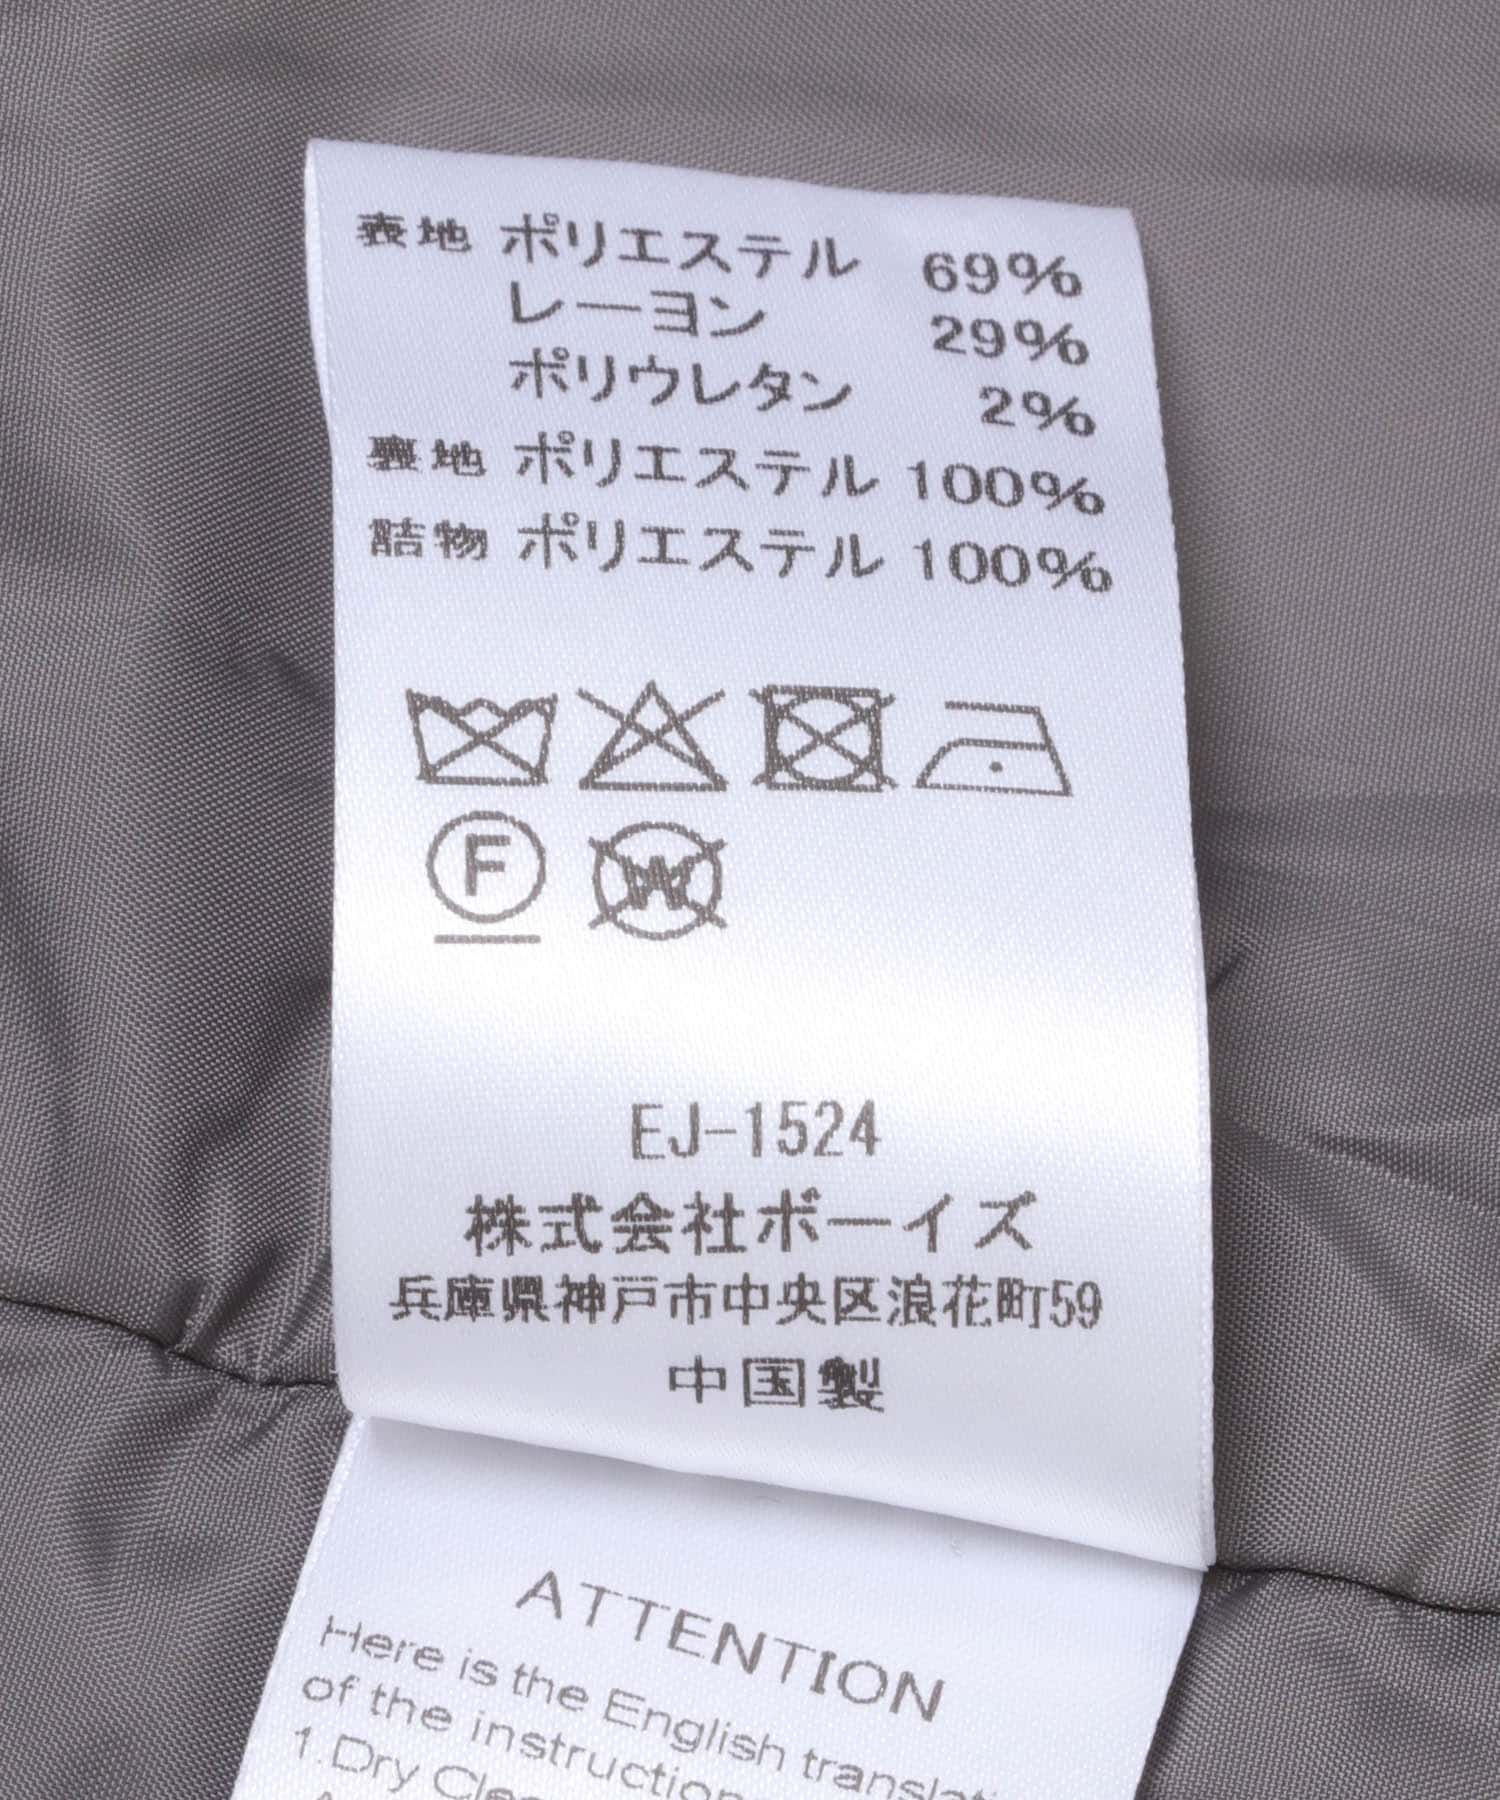 表地 ポリエステル 69%
レーヨン 29%
ポリウレタン 2%
裏地 ポリエステル 100%
詰物 ポリエステル 100%
F W
EJ-1524
株式会社ボーイズ
兵庫県神戸市中央区浪花町59
中国製
ATTENTION
Here is the English
of the
1.Dry